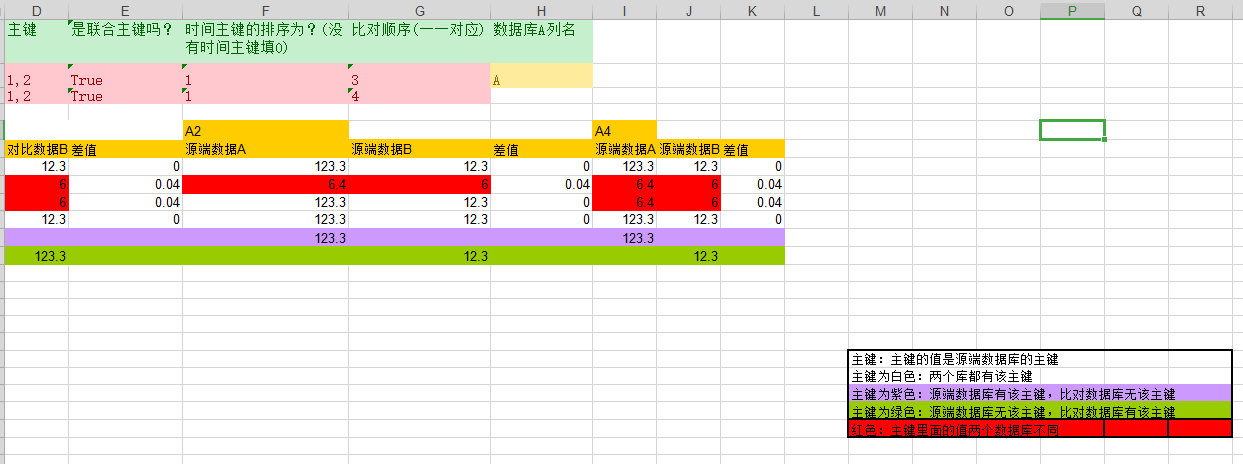 D E F G H I J K L M N O P Q R
主键 是联合主键吗? 时间主键的排序为?(没有时间主键填0) 比对顺序(一一对应) 数据库A列名
1,2 True 1 3 A
1,2 True 1 4
A2 A4
对比数据B 差值 源端数据A 源端数据B 差值 源端数据A 源端数据B 差值
12.3 0 123.3 12.3 0 123.3 12.3 0
6 0.04 6.4 6 0.04 6.4 6 0.04
6 0.04 123.3 12.3 0 6.4 6 0.04
12.3 0 123.3 12.3 0 123.3 12.3 0
123.3 123.3
123.3 12.3 12.3
主键:主键的值是源端数据库的主键
主键为白色:两个库都有该主键
主键为紫色:源端数据库有该主键,比对数据库无该主键
主键为绿色:源端数据库无该主键,比对数据库有该主键
红色:主键里面的值两个数据库不同